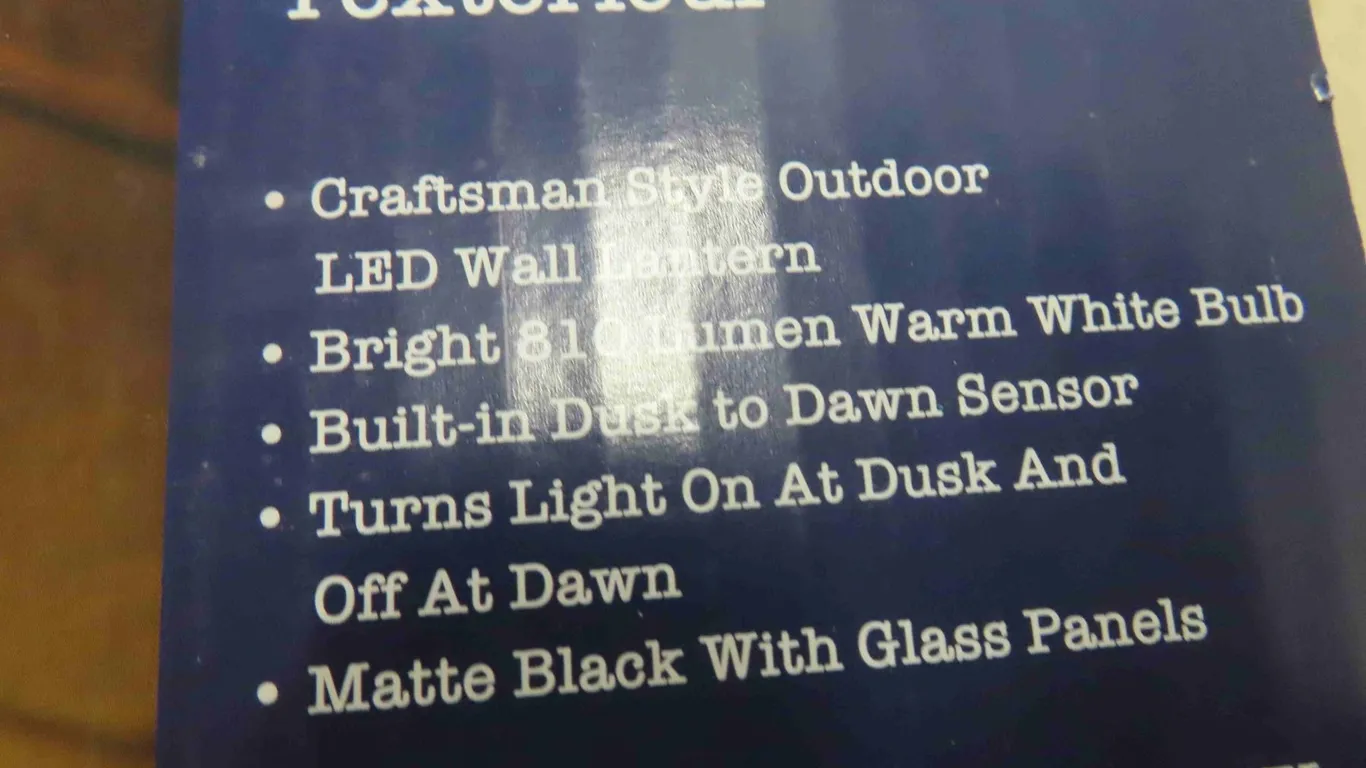 • Craftsman Style Outdoor
LED Wall Lantern
• Bright 810 Lumen Warm White Bulb
• Built-in Dusk to Dawn Sensor
• Turns Light On At Dusk And
Off At Dawn
• Matte Black With Glass Panels